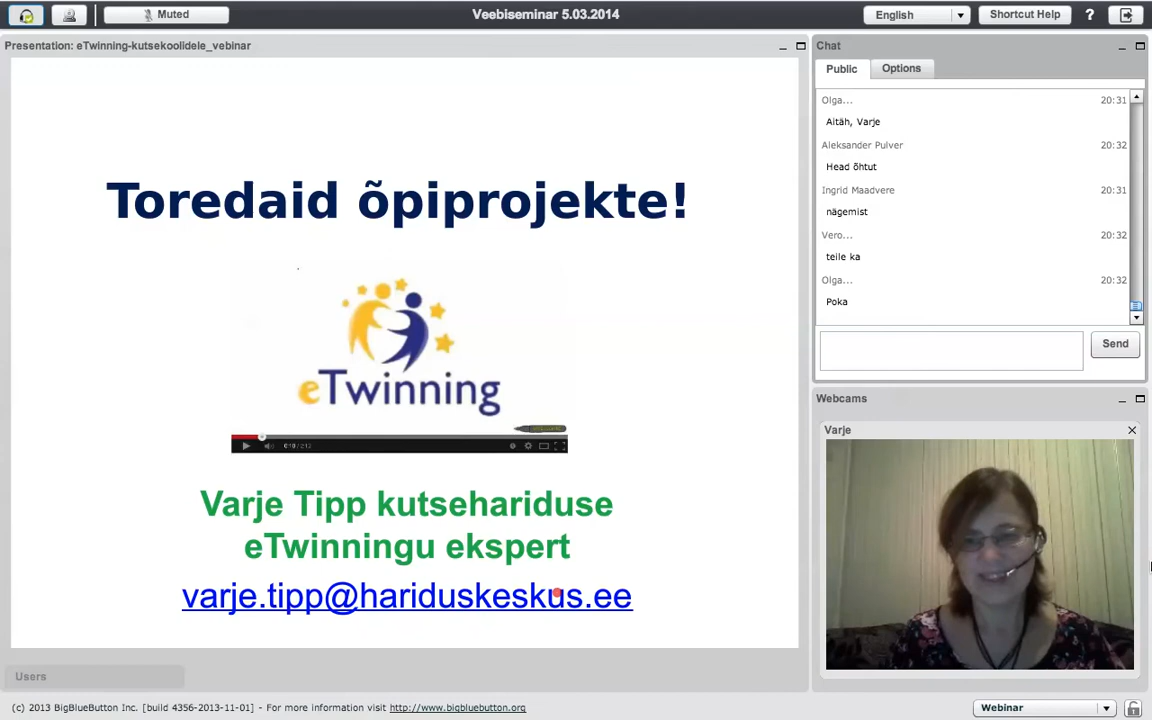 Muted
Veebiseminar 5.03.2014
English
Shortcut Help
?
Presentation: eTwinning-kutsekoolidele_vebinar
Toredaid õpiprojekte!
eTwinning
Varje Tipp kutsehariduse
eTwinningu ekspert
varje.tipp@hariduskeskus.ee
Users
Chat
Public
Options
Olga... 20:31
Aitäh, Varje
Aleksander Pulver 20:32
Head õhtut
Ingrid Maadvere 20:31
nägemist
Vero... 20:32
teile ka
Olga... 20:32
Poka
Send
Webcams
Varje
(c) 2013 BigBlueButton Inc. [build 4356-2013-11-01] - For more information visit http://www.bigbluebutton.org
Webinar